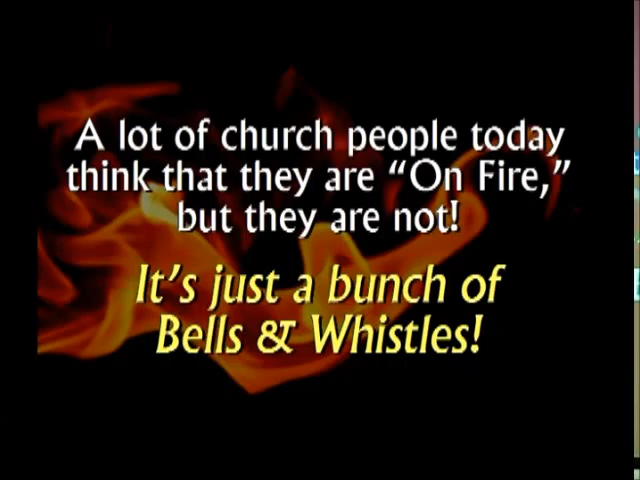 A lot of church people today
think that they are “On Fire,”
but they are not!
It’s just a bunch of
Bells & Whistles!